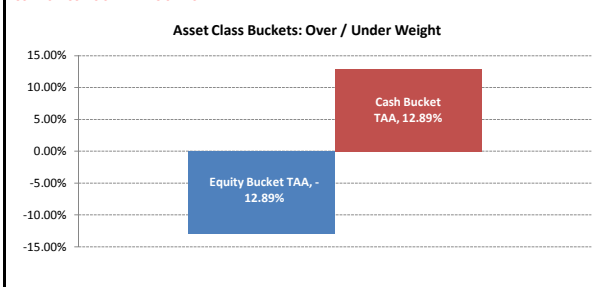 Asset Class Buckets: Over / Under Weight
15.00%
10.00%
Cash Bucket
TAA, 12.89%
5.00%
0.00%
Equity Bucket TAA, -
12.89%
-5.00%
-10.00%
-15.00%